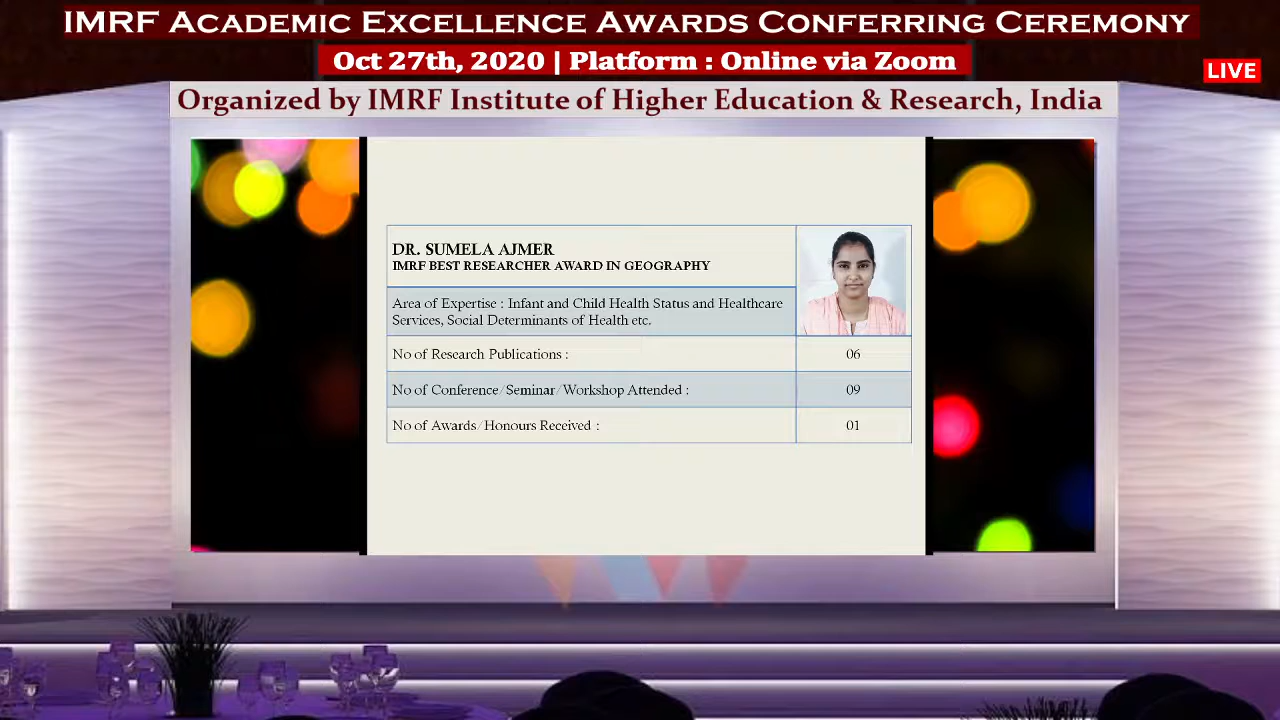 IMRF ACADEMIC EXCELLENCE AWARDS CONFERRING CEREMONY
Oct 27th, 2020 | Platform : Online via Zoom
LIVE
Organized by IMRF Institute of Higher Education & Research, India
DR. SUMELA AJMER
IMRF BEST RESEARCHER AWARD IN GEOGRAPHY
Area of Expertise : Infant and Child Health Status and Healthcare
Services, Social Determinants of Health etc.
No of Research Publications : 06
No of Conference/Seminar/Workshop Attended : 09
No of Awards/Honours Received : 01